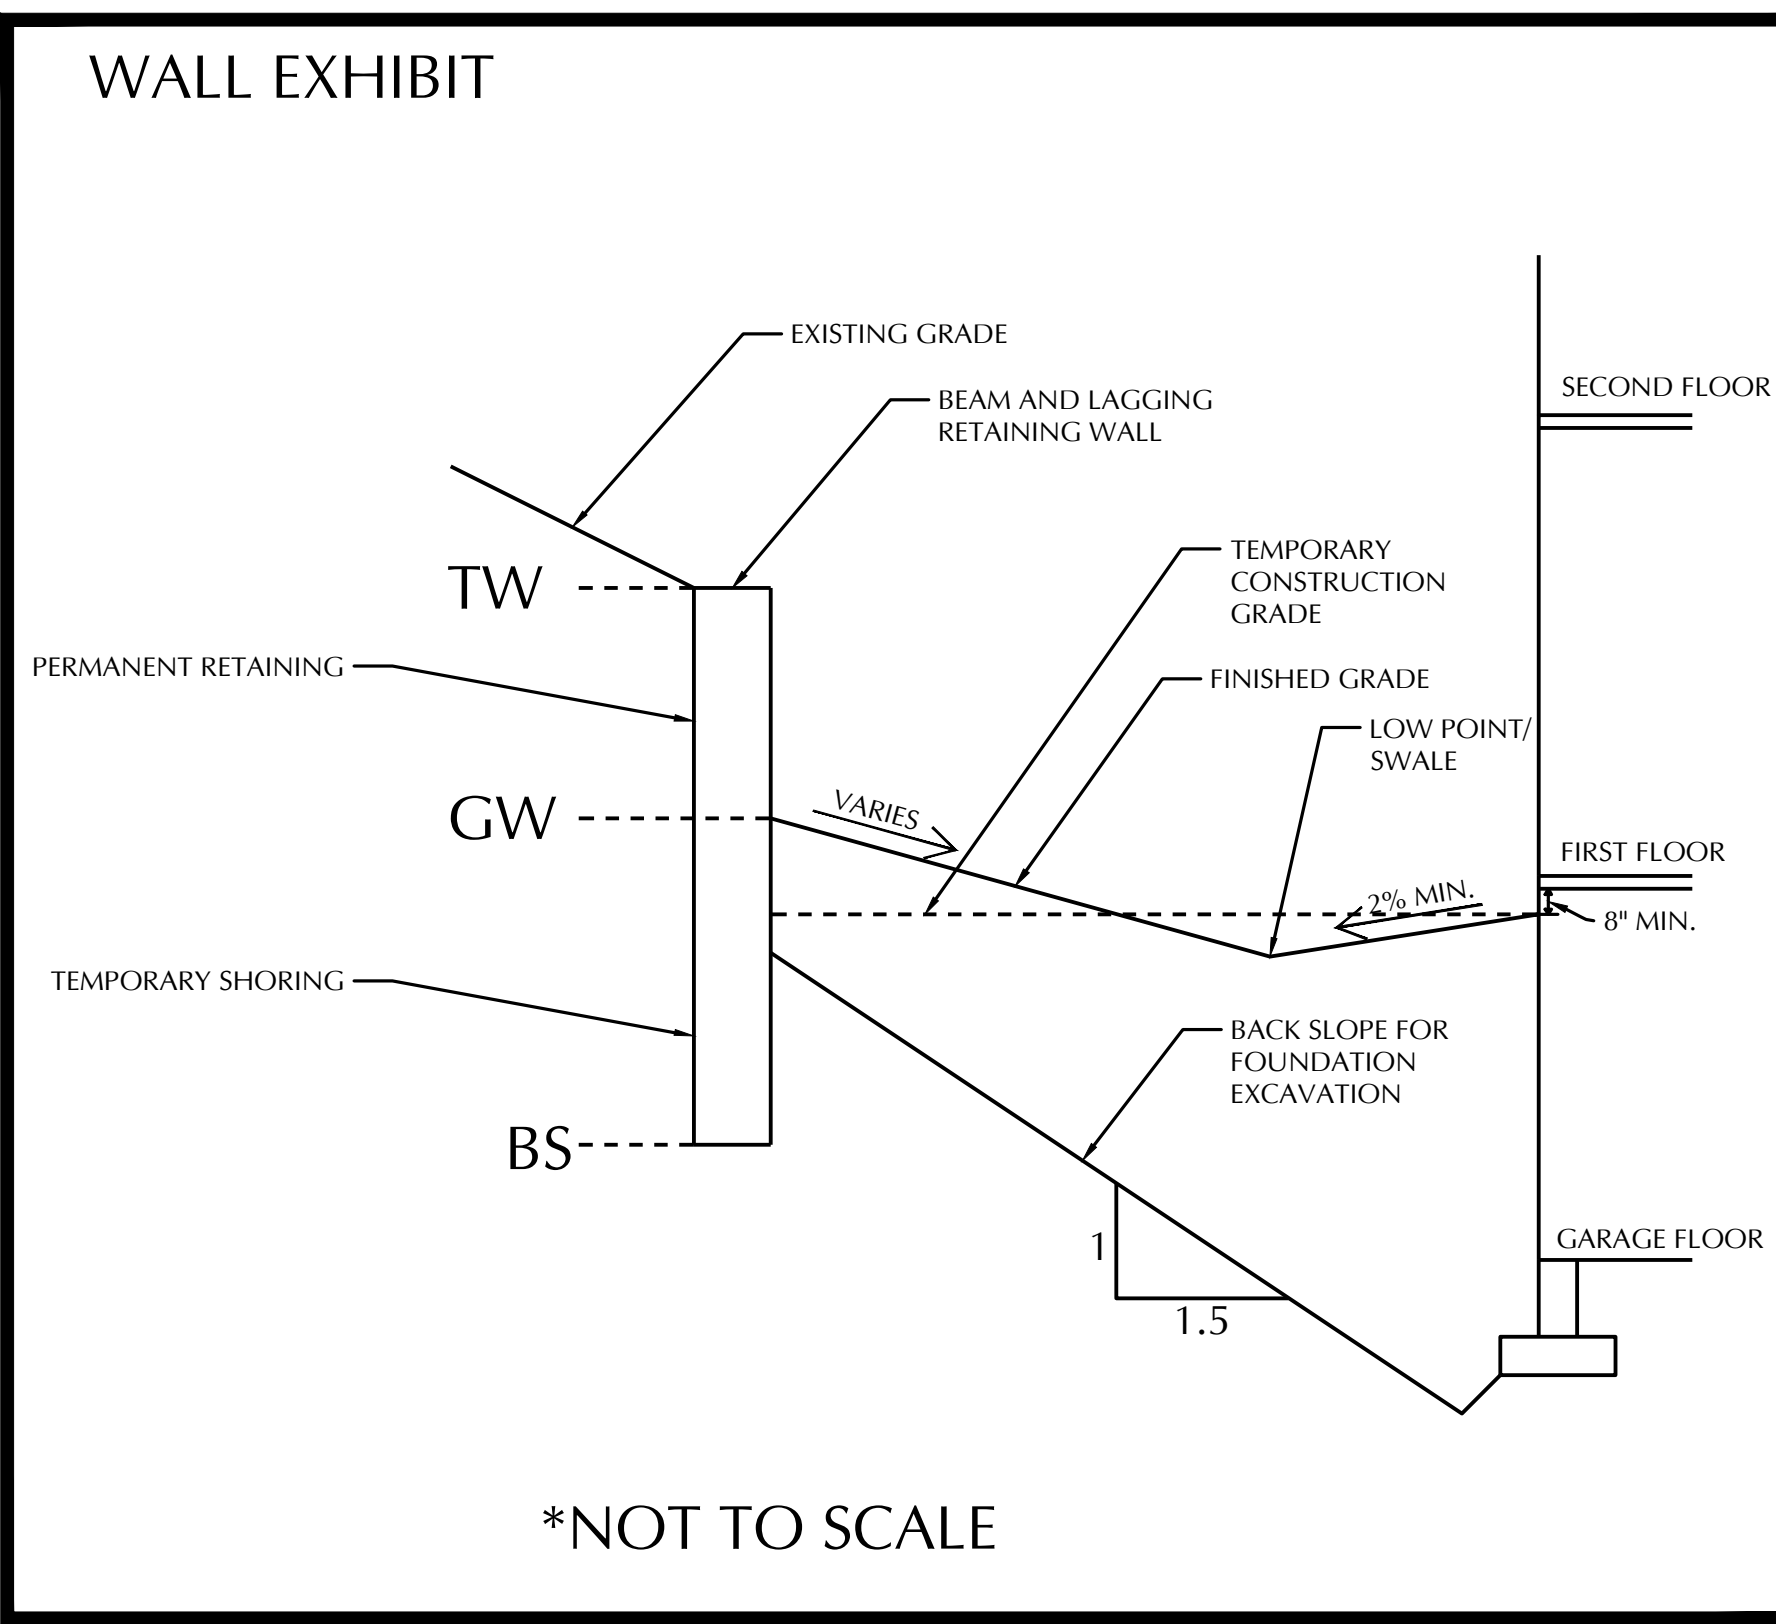 WALL EXHIBIT
EXISTING GRADE
BEAM AND LAGGING
RETAINING WALL
SECOND FLOOR
TW
TEMPORARY
CONSTRUCTION
GRADE
PERMANENT RETAINING
FINISHED GRADE
LOW POINT/
SWALE
GW
VARIES
FIRST FLOOR
2% MIN.
8" MIN.
TEMPORARY SHORING
BACK SLOPE FOR
FOUNDATION
EXCAVATION
BS
1
1.5
GARAGE FLOOR
*NOT TO SCALE